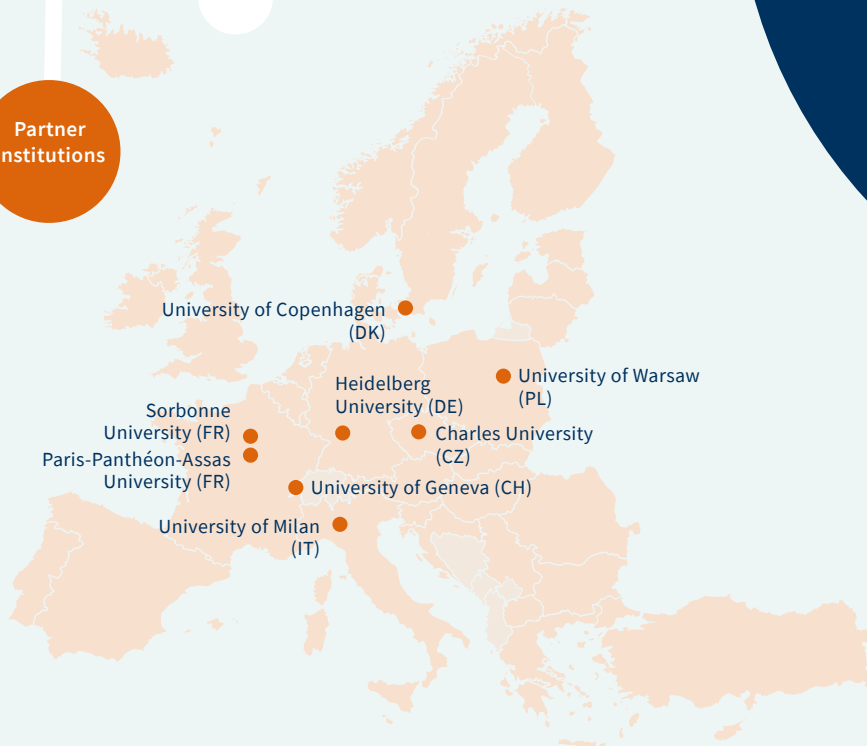 Partner
nstitutions
University of Copenhagen
(DK)
University of Warsaw
(PL)
Heidelberg
University (DE)
Sorbonne
University (FR)
Charles University
(CZ)
Paris-Panthéon-Assas
University (FR)
University of Geneva (CH)
University of Milan
(IT)